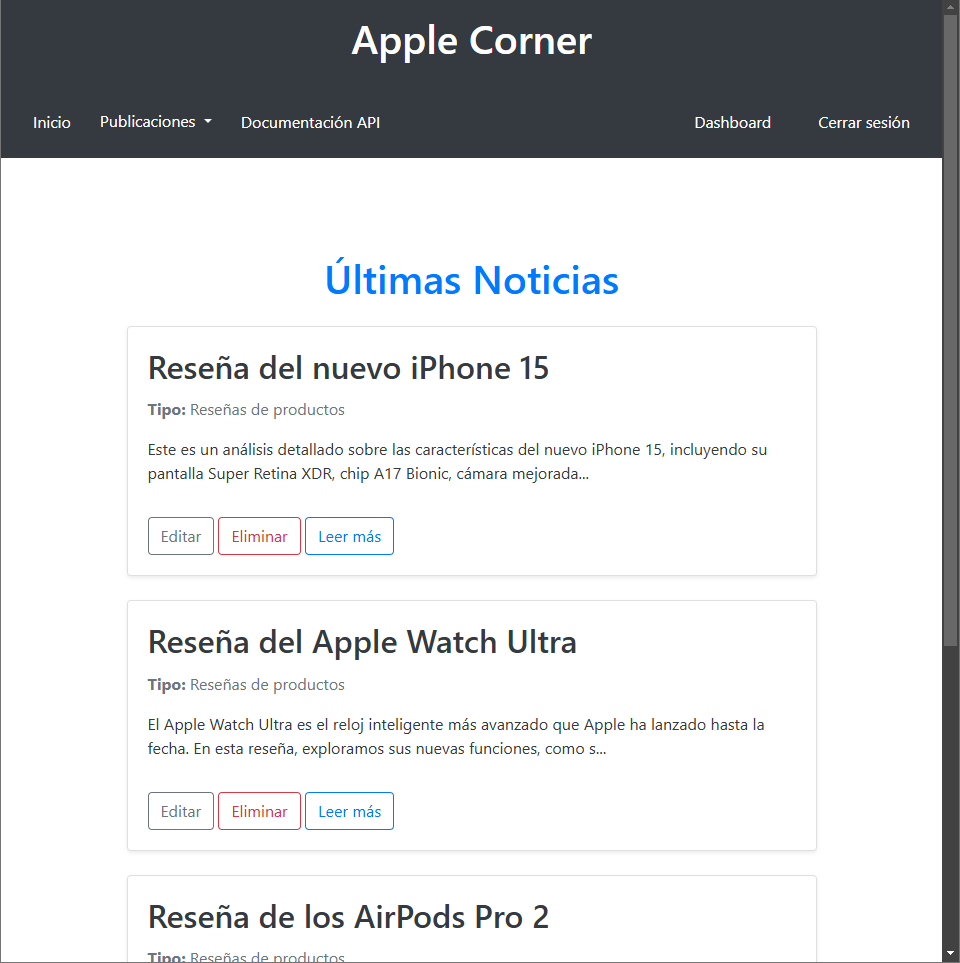 Apple Corner
Inicio Publicaciones Documentación API Dashboard Cerrar sesión
Últimas Noticias
Reseña del nuevo iPhone 15
Tipo: Reseñas de productos
Este es un análisis detallado sobre las características del nuevo iPhone 15, incluyendo su
pantalla Super Retina XDR, chip A17 Bionic, cámara mejorada...
Editar Eliminar Leer más
Reseña del Apple Watch Ultra
Tipo: Reseñas de productos
El Apple Watch Ultra es el reloj inteligente más avanzado que Apple ha lanzado hasta la
fecha. En esta reseña, exploramos sus nuevas funciones, como s...
Editar Eliminar Leer más
Reseña de los AirPods Pro 2
Tipo: Reseñas de productos